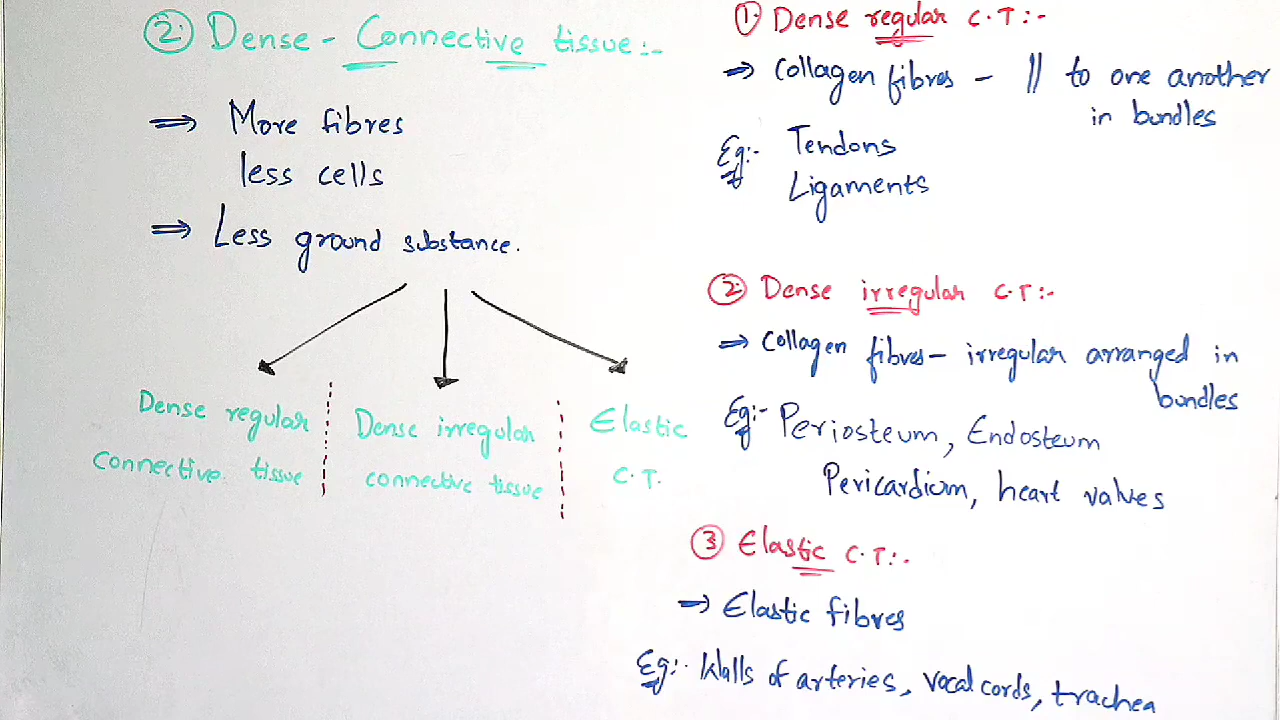 ② Dense - Connective tissue :-
⇒ More fibres
less cells
⇒ Less ground substance.
Dense regular
connective tissue
Dense irregular
connective tissue
Elastic
C.T.
① Dense regular C.T:-
⇒ Collagen fibres - || to one another
in bundles
Eg:- Tendons
Ligaments
② Dense irregular C.T:-
⇒ Collagen fibres - irregular arranged in
bundles
Eg:- Periosteum, Endosteum
Pericardium, heart valves
③ Elastic C.T:-
→ Elastic fibres
Eg:- Walls of arteries, vocal cords, trachea